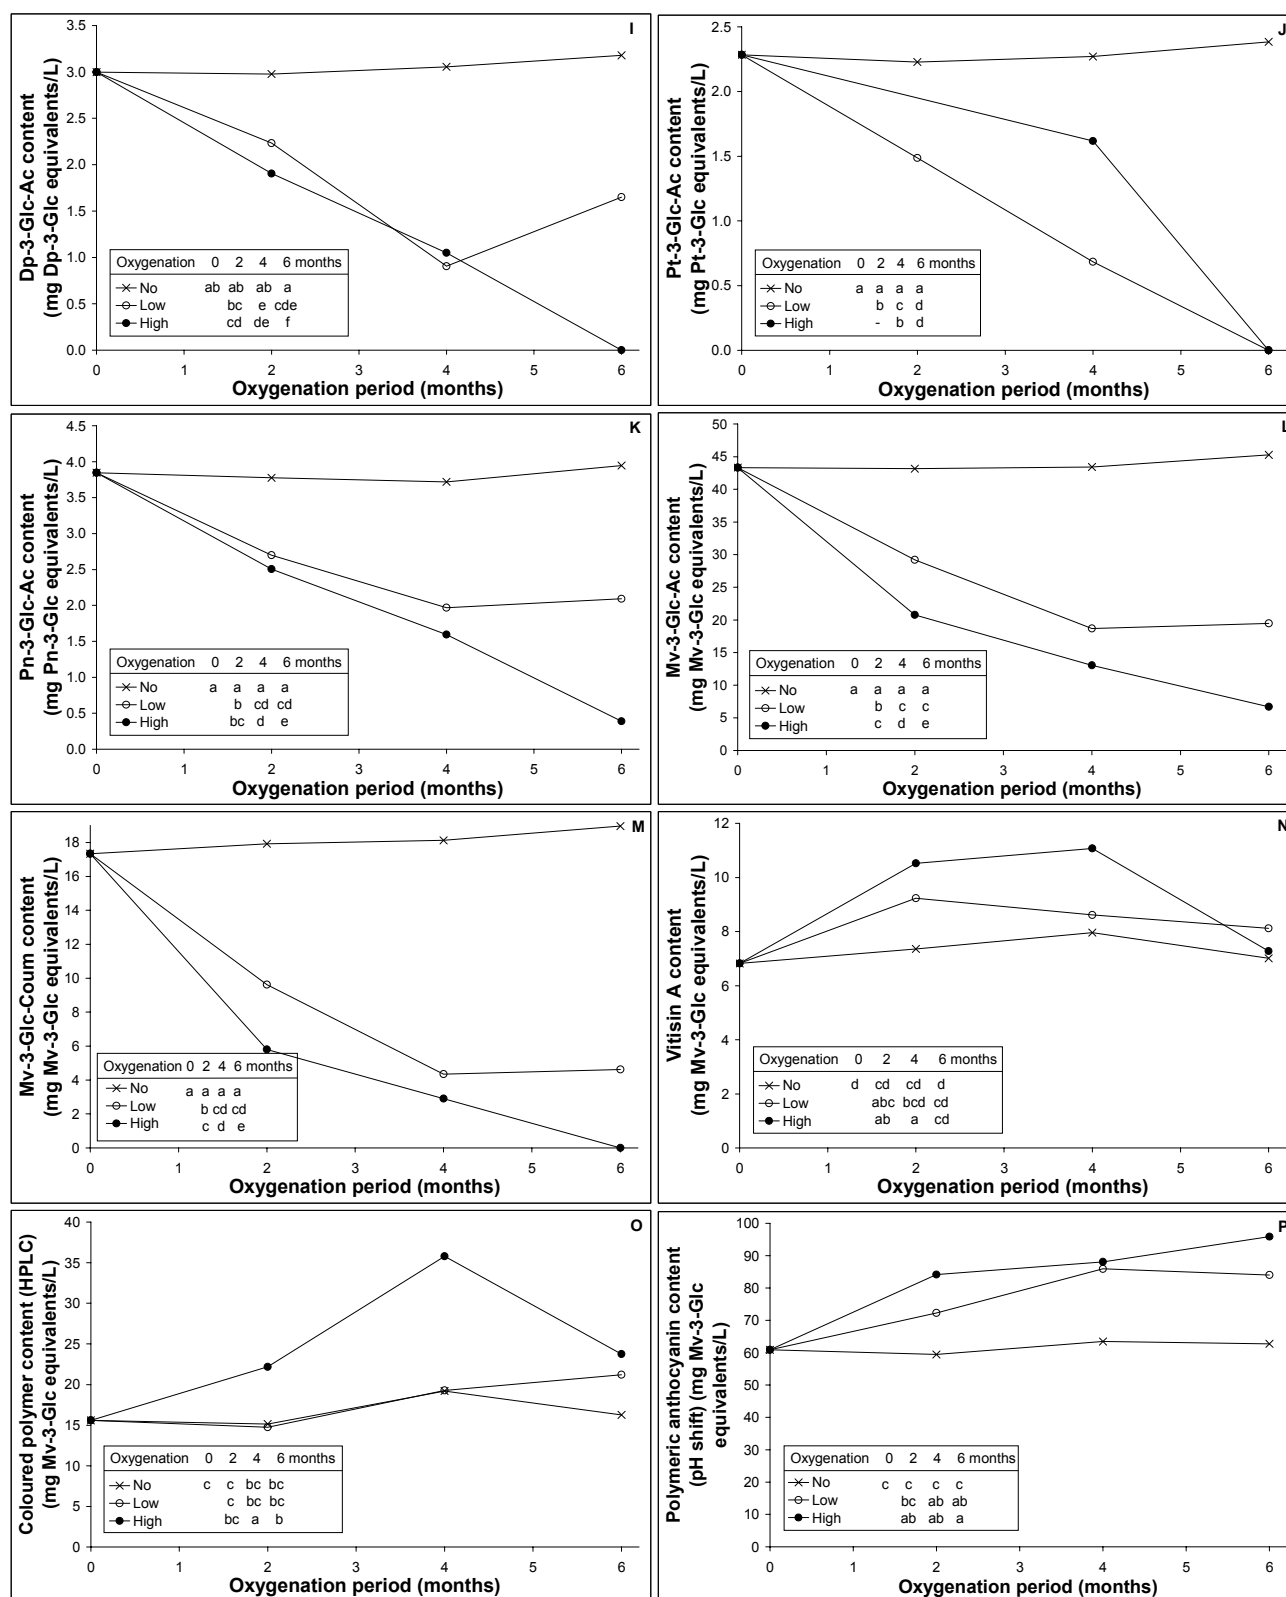 I
Dp-3-Glc-Ac content
(mg Dp-3-Glc equivalents/L)
3.5
3.0
2.5
2.0
1.5
1.0
0.5
0.0
Oxygenation 0 2 4 6 months
No ab ab ab a
Low bc e cde
High cd de f
0 1 2 3 4 5 6
Oxygenation period (months)
J
Pt-3-Glc-Ac content
(mg Pt-3-Glc equivalents/L)
2.5
2.2
1.5
1.2
0.5
0.0
Oxygenation 0 2 4 6 months
No a a a a
Low b c d
High - b d
0 1 2 3 4 5 6
Oxygenation period (months)
K
Pn-3-Glc-Ac content
(mg Pn-3-Glc equivalents/L)
4.5
4.0
3.5
3.0
2.5
2.0
1.5
1.0
0.5
0.0
Oxygenation 0 2 4 6 months
No a a a a
Low b cd cd
High bc d e
0 1 2 3 4 5 6
Oxygenation period (months)
L
Mv-3-Glc-Ac content
(mg Mv-3-Glc equivalents/L)
50
45
40
35
30
25
20
15
10
5
0
Oxygenation 0 2 4 6 months
No a a a a
Low b c c
High c d e
0 1 2 3 4 5 6
Oxygenation period (months)
M
Mv-3-Glc-Coum content
(mg Mv-3-Glc equivalents/L)
18
16
14
12
10
8
6
4
2
0
Oxygenation 0 2 4 6 months
No a a a a
Low b cd cd
High c d e
0 1 2 3 4 5 6
Oxygenation period (months)
N
Vitisin A content
(mg Mv-3-Glc equivalents/L)
12
10
8
6
4
2
0
Oxygenation 0 2 4 6 months
No d cd cd d
Low abc bcd cd
High ab a cd
0 1 2 3 4 5 6
Oxygenation period (months)
O
Coloured polymer content (HPLC)
(mg Mv-3-Glc equivalents/L)
40
35
30
25
20
15
10
5
0
Oxygenation 0 2 4 6 months
No c c bc bc
Low c bc bc
High bc a b
0 1 2 3 4 5 6
Oxygenation period (months)
P
Polymeric anthocyanin content
(pH shift) (mg Mv-3-Glc
equivalents/L)
100
90
80
70
60
50
40
30
20
10
0
Oxygenation 0 2 4 6 months
No c c c c
Low bc ab ab
High ab ab a
0 1 2 3 4 5 6
Oxygenation period (months)